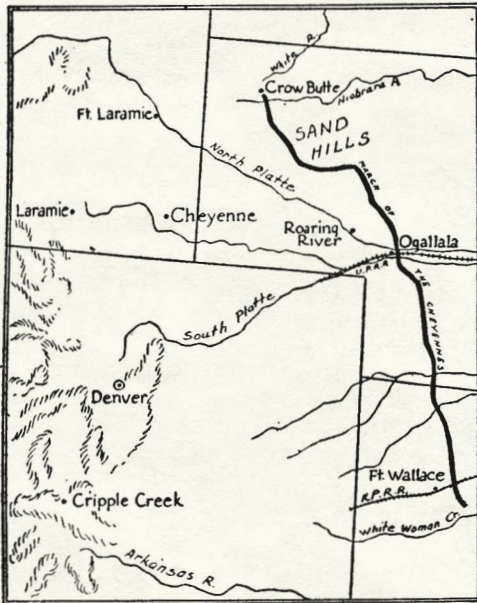 White R.
Crow Butte
Niobrara R.
SAND
HILLS
Ft. Laramie
North Platte
MARCH OF
Laramie
Cheyenne
Roaring
River
Ogallala
U.P.R.R.
THE CHEYENNES
South Platte
Denver
Ft. Wallace
K.P.R.R.
White Woman Cr
Cripple Creek
Arkansas R.